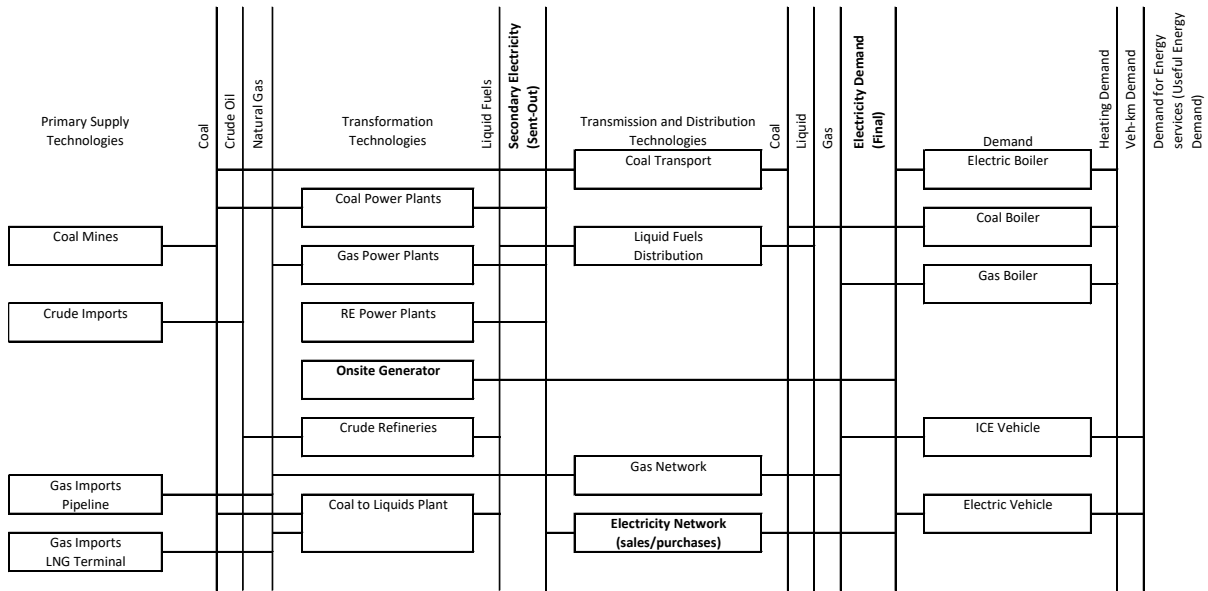 Primary Supply
Technologies
Coal
Crude Oil
Natural Gas
Transformation
Technologies
Liquid Fuels
Secondary Electricity
(Sent-Out)
Transmission and Distribution
Technologies
Coal
Liquid
Gas
Electricity Demand
(Final)
Demand
Heating Demand
Veh-km Demand
Demand for Energy
services (Useful Energy
Demand)
Coal Transport
Electric Boiler
Coal Power Plants
Coal Boiler
Coal Mines
Liquid Fuels
Distribution
Gas Power Plants
Gas Boiler
Crude Imports
RE Power Plants
Onsite Generator
Crude Refineries
ICE Vehicle
Gas Network
Gas Imports
Pipeline
Coal to Liquids Plant
Electric Vehicle
Electricity Network
(sales/purchases)
Gas Imports
LNG Terminal